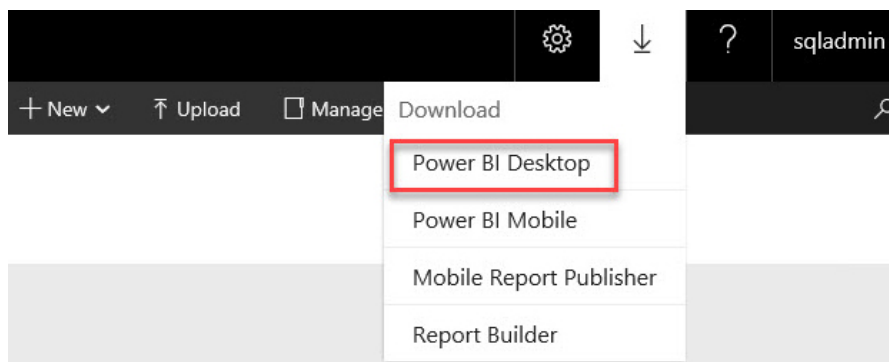 ? sqladmin
New Upload Manage
Download
Power BI Desktop
Power BI Mobile
Mobile Report Publisher
Report Builder